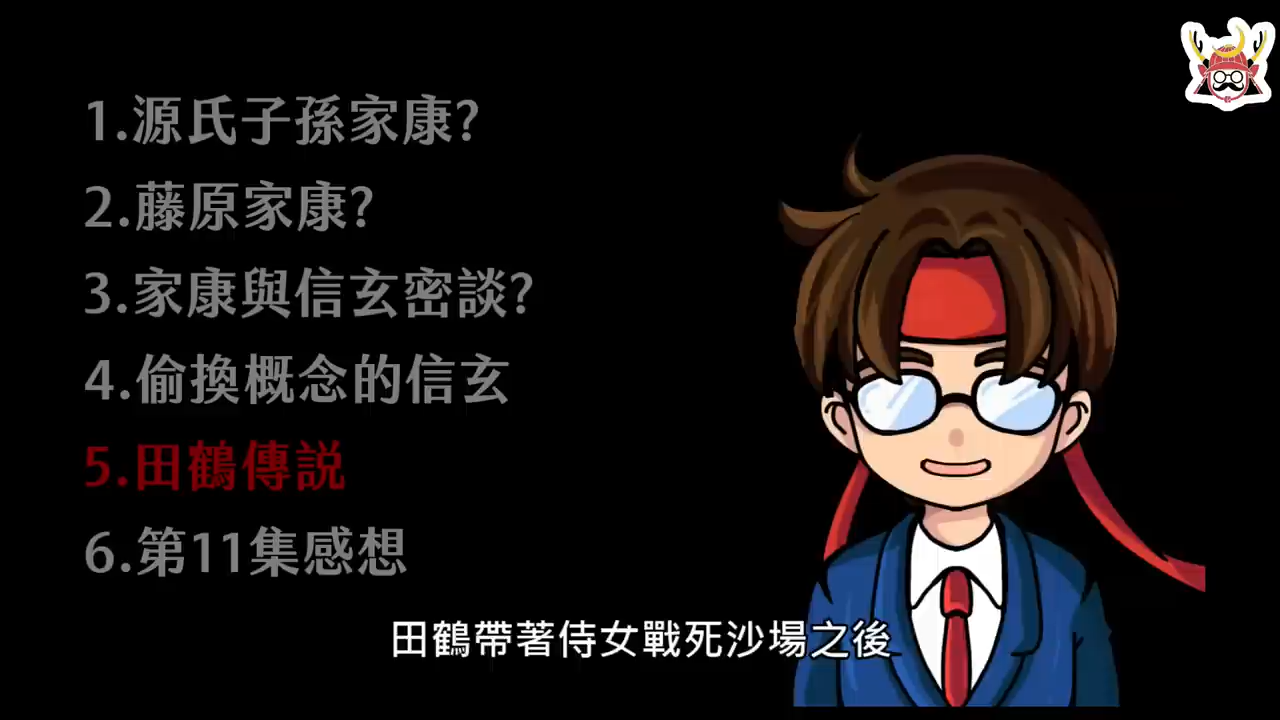 1.源氏子孫家康?
2.藤原家康?
3.家康與信玄密談?
4.偷換概念的信玄
5.田鶴傳説
6.第11集感想
田鶴帶著侍女戰死沙場之後